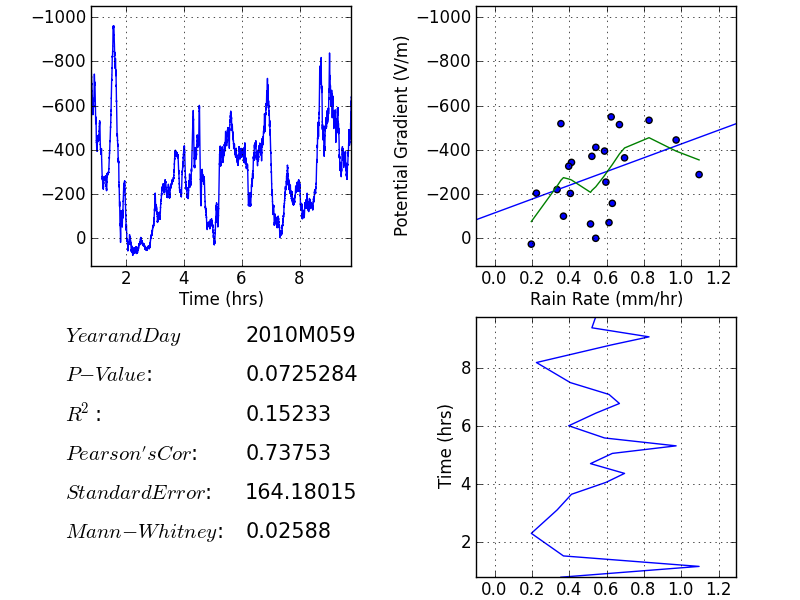 −1000
−800
−600
−400
−200
0
2 4 6 8
Time (hrs)
Potential Gradient (V/m)
−1000
−800
−600
−400
−200
0
0.0 0.2 0.4 0.6 0.8 1.0 1.2
Rain Rate (mm/hr)
YearandDay 2010M059
P−Value: 0.0725284
R²: 0.15233
Pearson'sCor: 0.73753
StandardError: 164.18015
Mann−Whitney: 0.02588
Time (hrs)
8
6
4
2
0.0 0.2 0.4 0.6 0.8 1.0 1.2